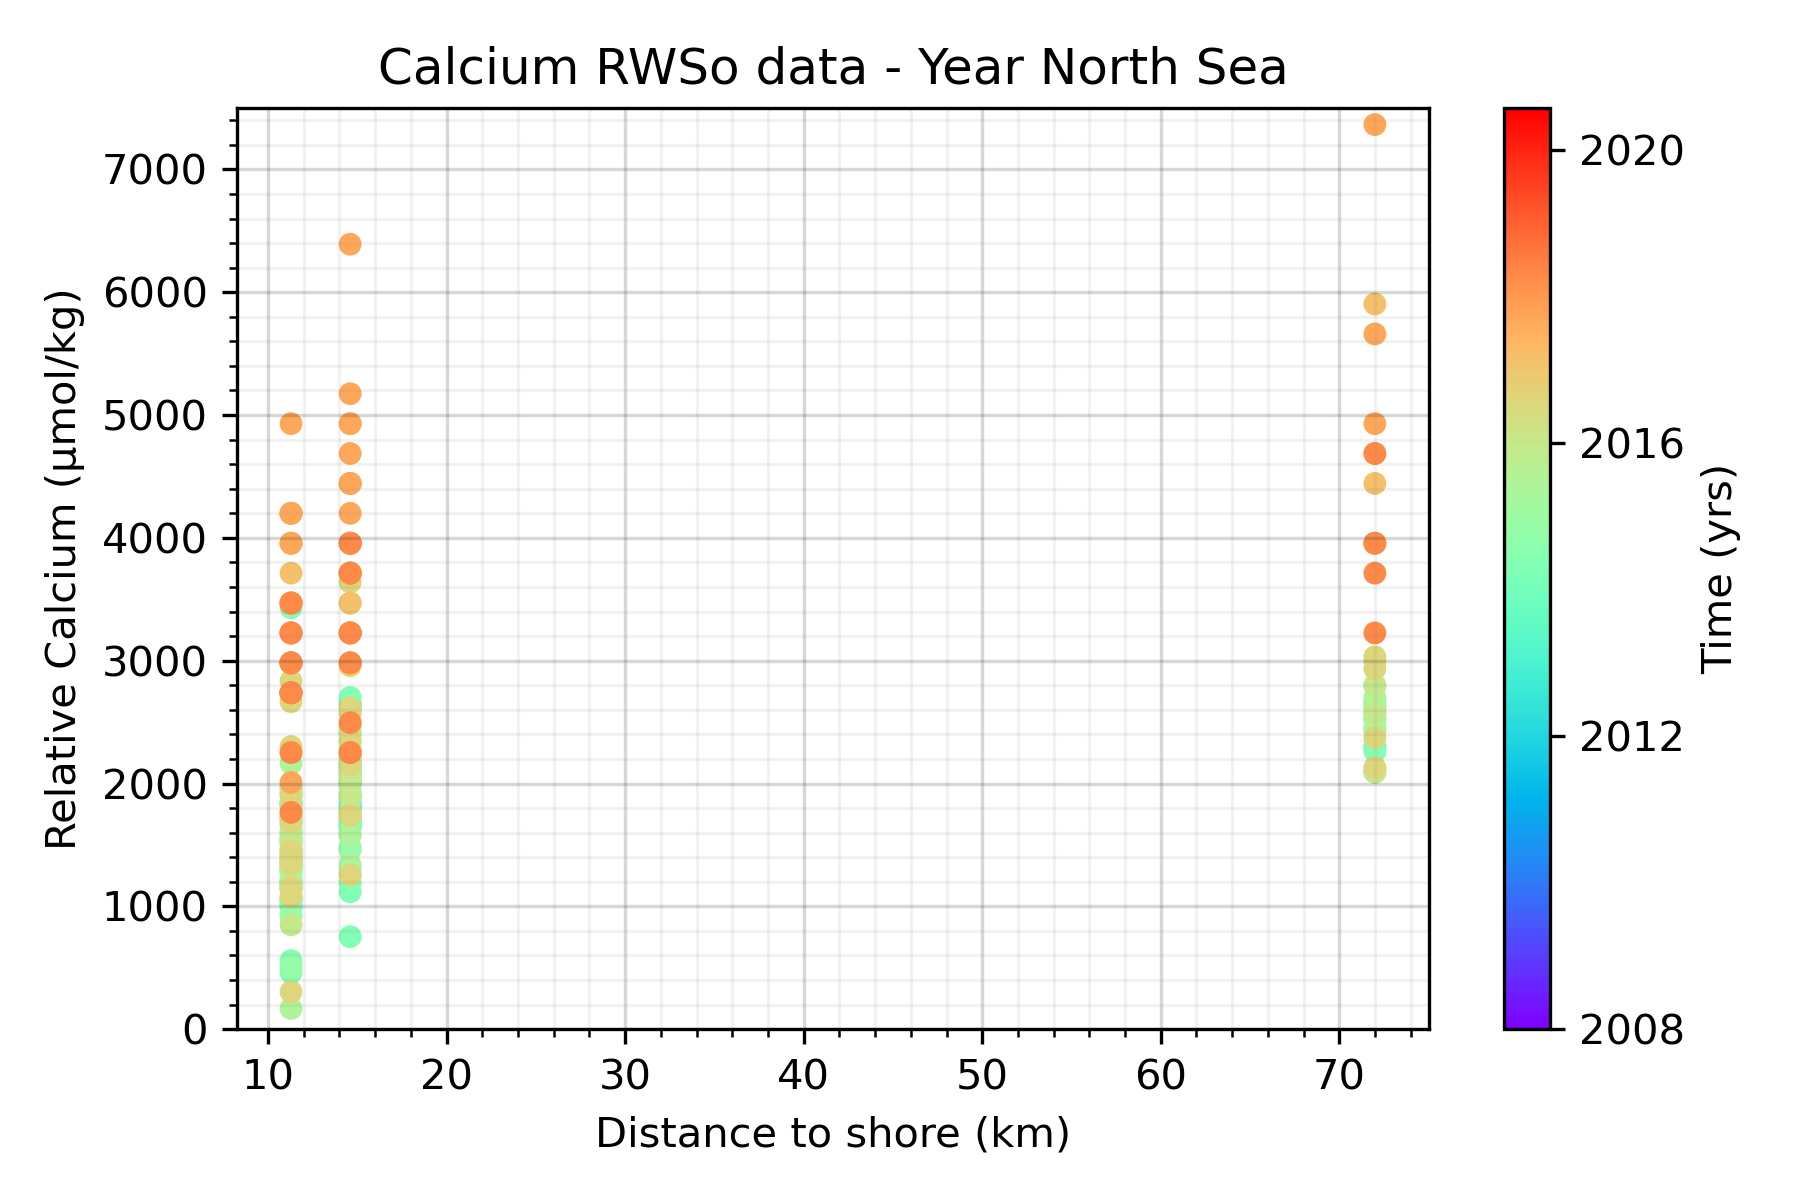 Calcium RWSo data - Year North Sea
Relative Calcium (µmol/kg)
7000
6000
5000
4000
3000
2000
1000
0
10 20 30 40 50 60 70
Distance to shore (km)
2020
2016
2012
2008
Time (yrs)